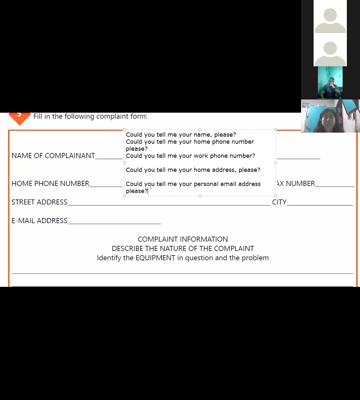 Fill in the following complaint form:
Could you tell me your name, please?
Could you tell me your home phone number
please?
NAME OF COMPLAINANT
Could you tell me your work phone number?
Could you tell me your home address, please?
HOME PHONE NUMBER
Could you tell me your personal email address
AX NUMBER
please?
STREET ADDRESS
CITY
E-MAIL ADDRESS
COMPLAINT INFORMATION
DESCRIBE THE NATURE OF THE COMPLAINT
Identify the EQUIPMENT in question and the problem